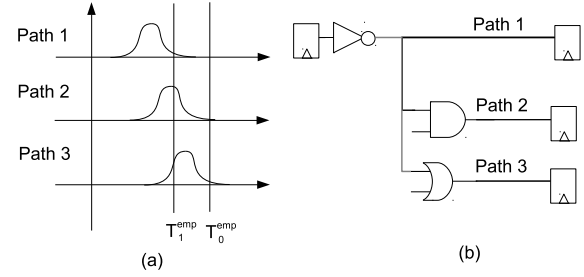 Path 1
Path 2
Path 3
T₁ᵉᵐᵖ T₀ᵉᵐᵖ
(a)
Path 1
Path 2
Path 3
(b)